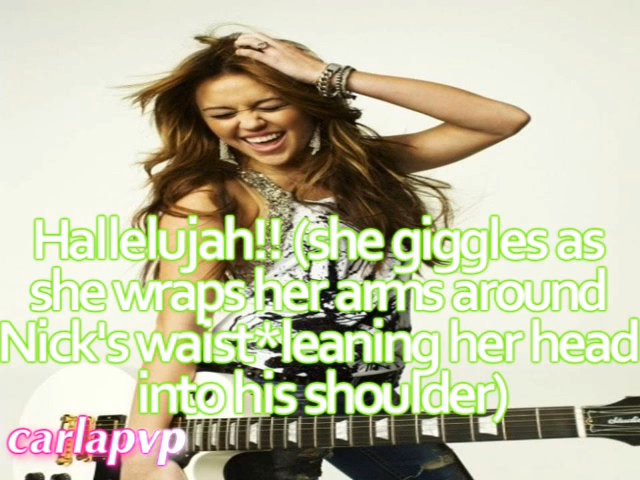 Hallelujah!! (she giggles as
she wraps her arms around
Nick's waist*leaning her head
into his shoulder)
carlapvp